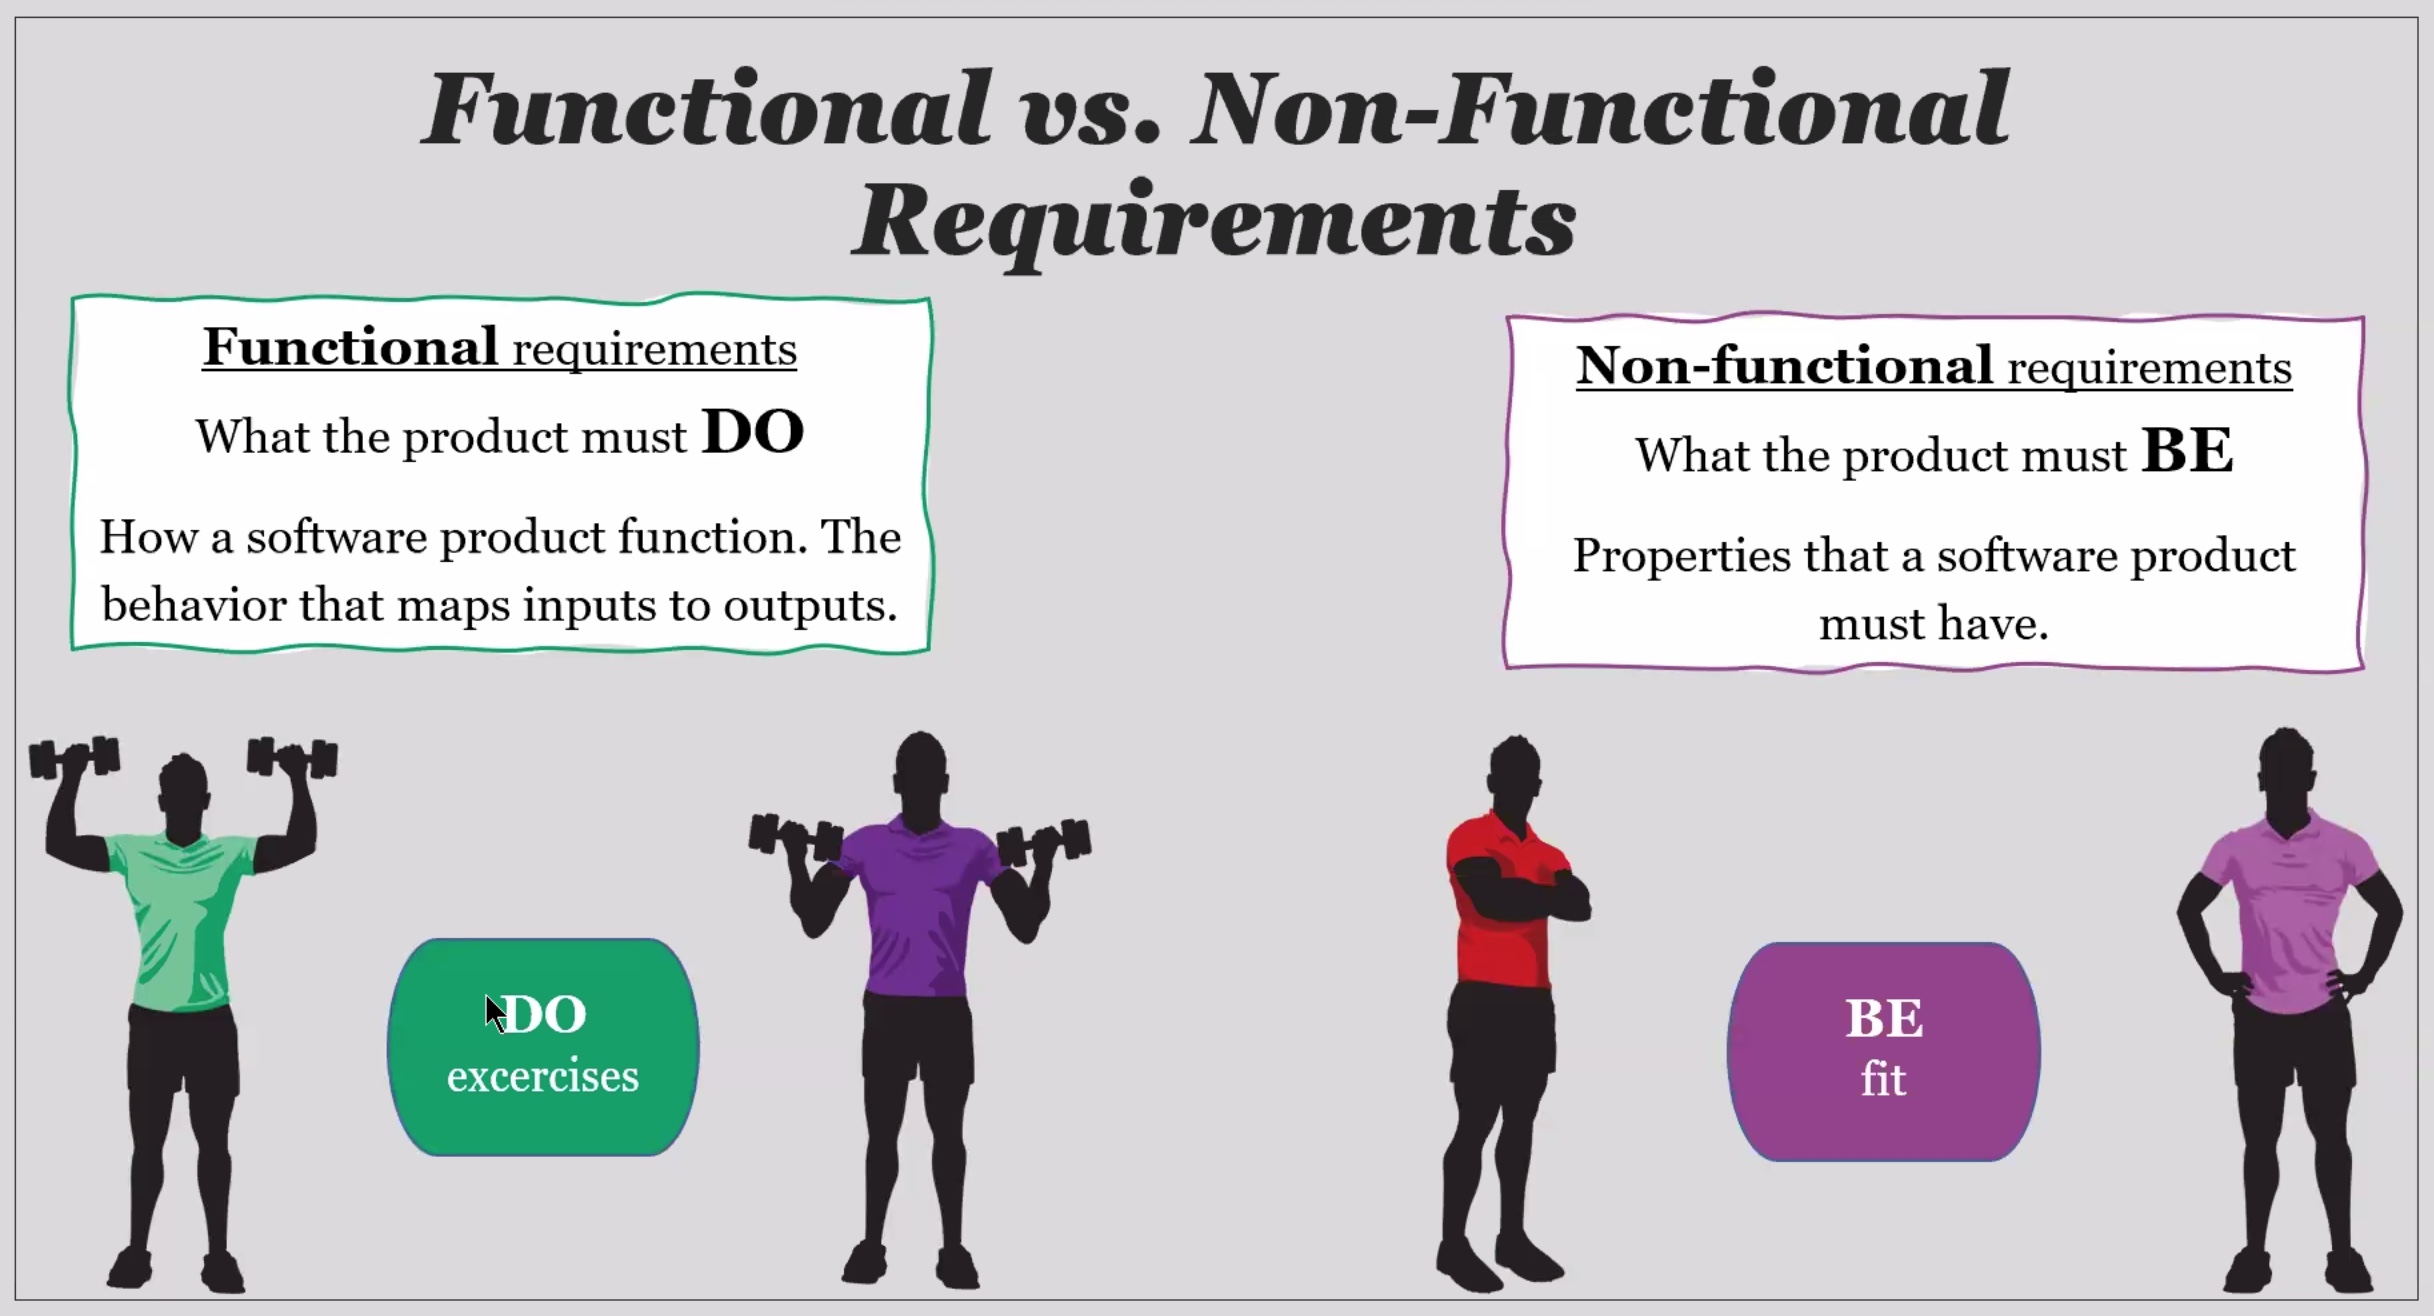 Functional vs. Non-Functional
Requirements
Functional requirements
What the product must DO
How a software product function. The
behavior that maps inputs to outputs.
Non-functional requirements
What the product must BE
Properties that a software product
must have.
DO
excercises
BE
fit